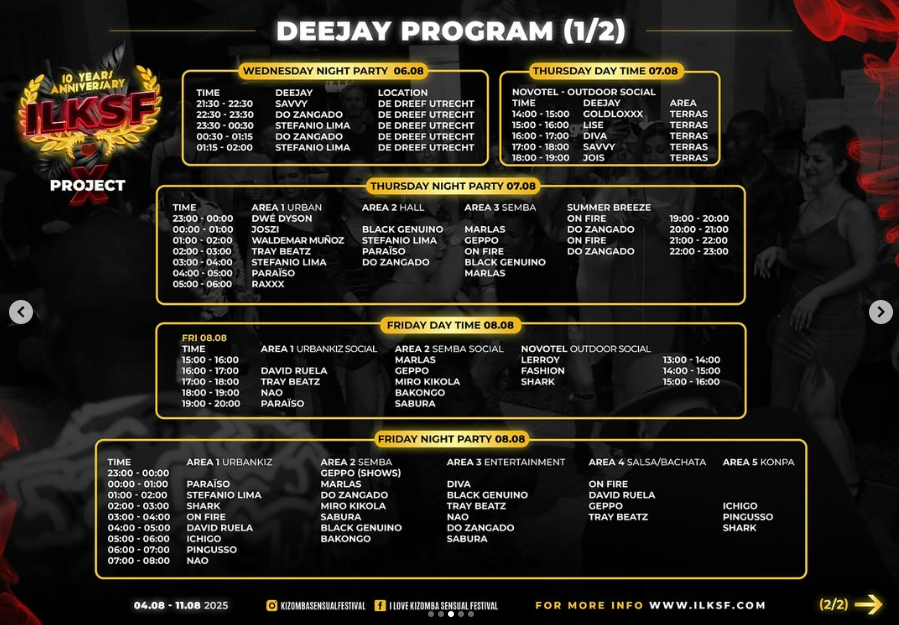 DEEJAY PROGRAM (1/2)
10 YEARS
ANNIVERSARY
ILKSF
PROJECT
X
WEDNESDAY NIGHT PARTY 06.08
TIME DEEJAY LOCATION
21:30 - 22:30 SAVVY DE DREEF UTRECHT
22:30 - 23:30 DO ZANGADO DE DREEF UTRECHT
23:30 - 00:30 STEFANIO LIMA DE DREEF UTRECHT
00:30 - 01:15 DO ZANGADO DE DREEF UTRECHT
01:15 - 02:00 STEFANIO LIMA DE DREEF UTRECHT
THURSDAY DAY TIME 07.08
NOVOTEL - OUTDOOR SOCIAL
TIME DEEJAY AREA
14:00 - 15:00 GOLDLOXXX TERRAS
15:00 - 16:00 LISE TERRAS
16:00 - 17:00 DIVA TERRAS
17:00 - 18:00 SAVVY TERRAS
18:00 - 19:00 JOIS TERRAS
THURSDAY NIGHT PARTY 07.08
TIME AREA 1 URBAN AREA 2 HALL AREA 3 SEMBA SUMMER BREEZE
23:00 - 00:00 DWÉ DYSON ON FIRE 19:00 - 20:00
00:00 - 01:00 JOSZI BLACK GENUINO MARLAS DO ZANGADO 20:00 - 21:00
01:00 - 02:00 WALDEMAR MUÑOZ STEFANIO LIMA GEPPO ON FIRE 21:00 - 22:00
02:00 - 03:00 TRAY BEATZ PARAÏSO ON FIRE DO ZANGADO 22:00 - 23:00
03:00 - 04:00 STEFANIO LIMA DO ZANGADO BLACK GENUINO
04:00 - 05:00 PARAÏSO MARLAS
05:00 - 06:00 RAXXX
FRIDAY DAY TIME 08.08
FRI 08.08
TIME AREA 1 URBANKIZ SOCIAL AREA 2 SEMBA SOCIAL NOVOTEL OUTDOOR SOCIAL
15:00 - 16:00 MARLAS LERROY 13:00 - 14:00
16:00 - 17:00 DAVID RUELA GEPPO FASHION 14:00 - 15:00
17:00 - 18:00 TRAY BEATZ MIRO KIKOLA SHARK 15:00 - 16:00
18:00 - 19:00 NAO BAKONGO
19:00 - 20:00 PARAÏSO SABURA
FRIDAY NIGHT PARTY 08.08
TIME AREA 1 URBANKIZ AREA 2 SEMBA AREA 3 ENTERTAINMENT AREA 4 SALSA/BACHATA AREA 5 KONPA
23:00 - 00:00 GEPPO (SHOWS)
00:00 - 01:00 PARAÏSO MARLAS DIVA ON FIRE
01:00 - 02:00 STEFANIO LIMA DO ZANGADO BLACK GENUINO DAVID RUELA
02:00 - 03:00 SHARK MIRO KIKOLA TRAY BEATZ GEPPO ICHIGO
03:00 - 04:00 ON FIRE SABURA NAO TRAY BEATZ PINGUSSO
04:00 - 05:00 DAVID RUELA BLACK GENUINO DO ZANGADO SHARK
05:00 - 06:00 ICHIGO BAKONGO SABURA
06:00 - 07:00 PINGUSSO
07:00 - 08:00 NAO
04.08 - 11.08 2025 KIZOMBASENSUALFESTIVAL I LOVE KIZOMBA SENSUAL FESTIVAL FOR MORE INFO WWW.ILKSF.COM (2/2)